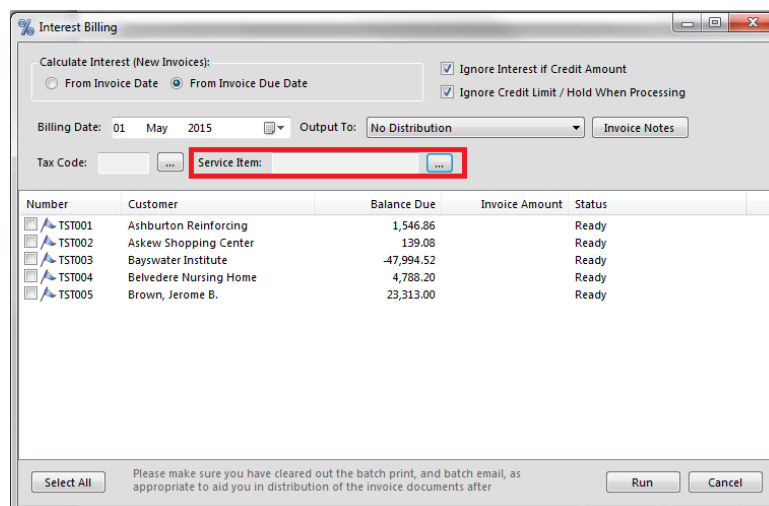 Interest Billing
Calculate Interest (New Invoices):
From Invoice Date From Invoice Due Date
Ignore Interest if Credit Amount
Ignore Credit Limit / Hold When Processing
Billing Date: 01 May 2015 Output To: No Distribution Invoice Notes
Tax Code: ... Service Item: ...
Number Customer Balance Due Invoice Amount Status
TST001 Ashburton Reinforcing 1,546.86 Ready
TST002 Askew Shopping Center 139.08 Ready
TST003 Bayswater Institute -47,994.52 Ready
TST004 Belvedere Nursing Home 4,788.20 Ready
TST005 Brown, Jerome B. 23,313.00 Ready
Select All
Please make sure you have cleared out the batch print, and batch email, as
appropriate to aid you in distribution of the invoice documents after
Run Cancel